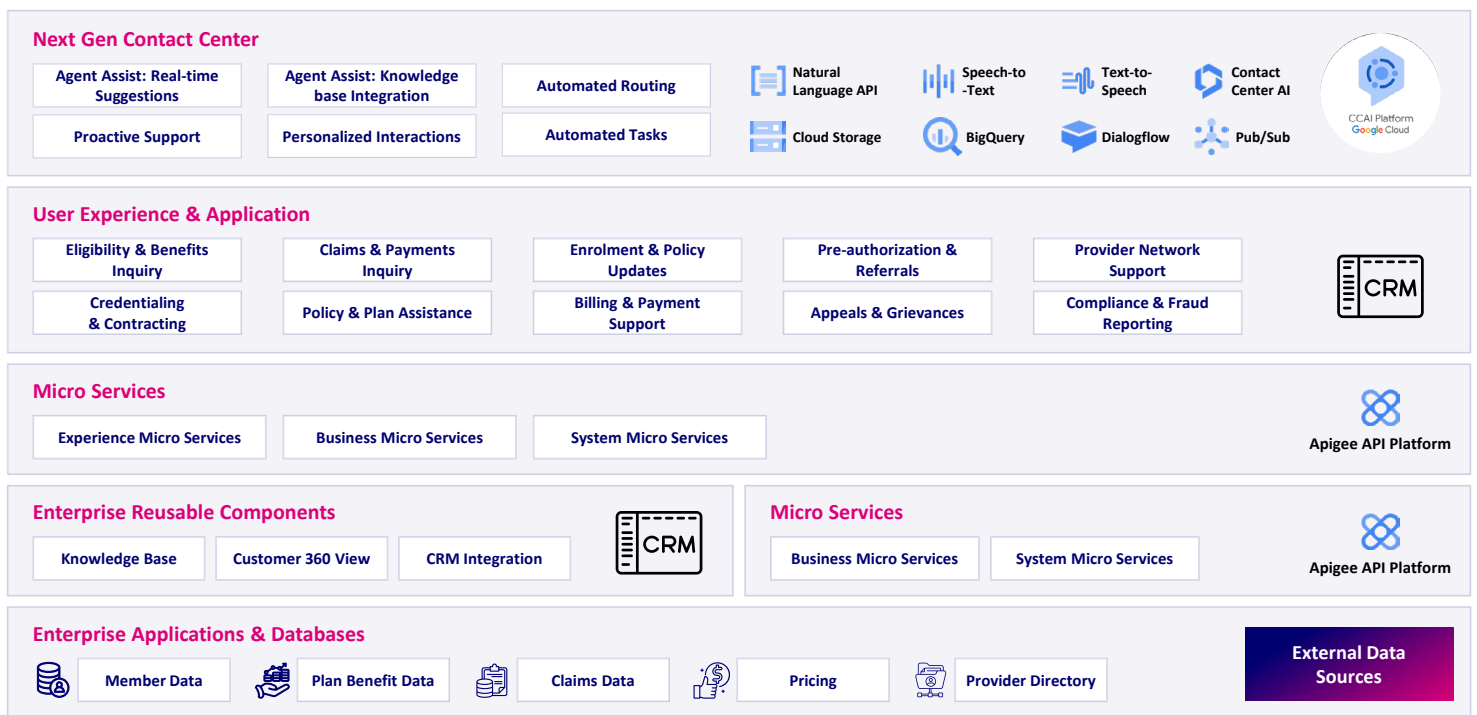 Next Gen Contact Center
Agent Assist: Real-time
Suggestions
Agent Assist: Knowledge
base Integration
Automated Routing
Proactive Support
Personalized Interactions
Automated Tasks
Natural
Language API
Speech-to
-Text
Text-to-
Speech
Contact
Center AI
Cloud Storage
BigQuery
Dialogflow
Pub/Sub
CCAI Platform
Google Cloud
User Experience & Application
Eligibility & Benefits
Inquiry
Claims & Payments
Inquiry
Enrolment & Policy
Updates
Pre-authorization &
Referrals
Provider Network
Support
Credentialing
& Contracting
Policy & Plan Assistance
Billing & Payment
Support
Appeals & Grievances
Compliance & Fraud
Reporting
CRM
Micro Services
Experience Micro Services
Business Micro Services
System Micro Services
Apigee API Platform
Enterprise Reusable Components
Knowledge Base
Customer 360 View
CRM Integration
CRM
Micro Services
Business Micro Services
System Micro Services
Apigee API Platform
Enterprise Applications & Databases
Member Data
Plan Benefit Data
Claims Data
Pricing
Provider Directory
External Data
Sources